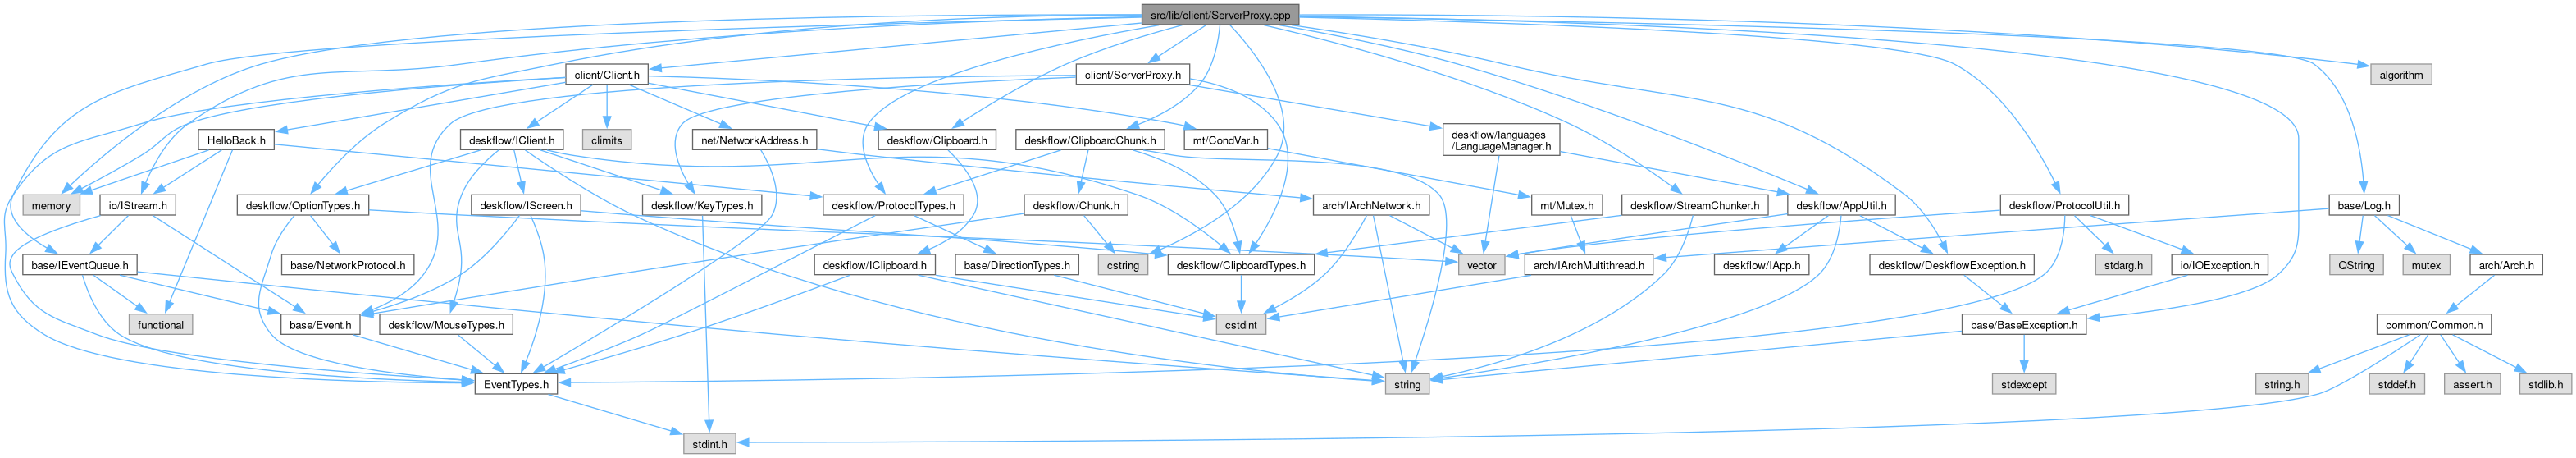 src/lib/client/ServerProxy.cpp
client/Client.h
client/ServerProxy.h
algorithm
HelloBack.h
deskflow/IClient.h
climits
net/NetworkAddress.h
deskflow/Clipboard.h
deskflow/ClipboardChunk.h
mt/CondVar.h
deskflow/languages
/LanguageManager.h
memory
io/IStream.h
deskflow/OptionTypes.h
deskflow/IScreen.h
deskflow/KeyTypes.h
deskflow/ProtocolTypes.h
deskflow/Chunk.h
arch/IArchNetwork.h
mt/Mutex.h
deskflow/StreamChunker.h
deskflow/AppUtil.h
deskflow/ProtocolUtil.h
base/Log.h
base/IEventQueue.h
base/NetworkProtocol.h
deskflow/IClipboard.h
base/DirectionTypes.h
cstring
deskflow/ClipboardTypes.h
vector
arch/IArchMultithread.h
deskflow/IApp.h
deskflow/DeskflowException.h
stdarg.h
io/IOException.h
QString
mutex
arch/Arch.h
functional
base/Event.h
deskflow/MouseTypes.h
cstdint
base/BaseException.h
common/Common.h
EventTypes.h
string
stdexcept
string.h
stddef.h
assert.h
stdlib.h
stdint.h